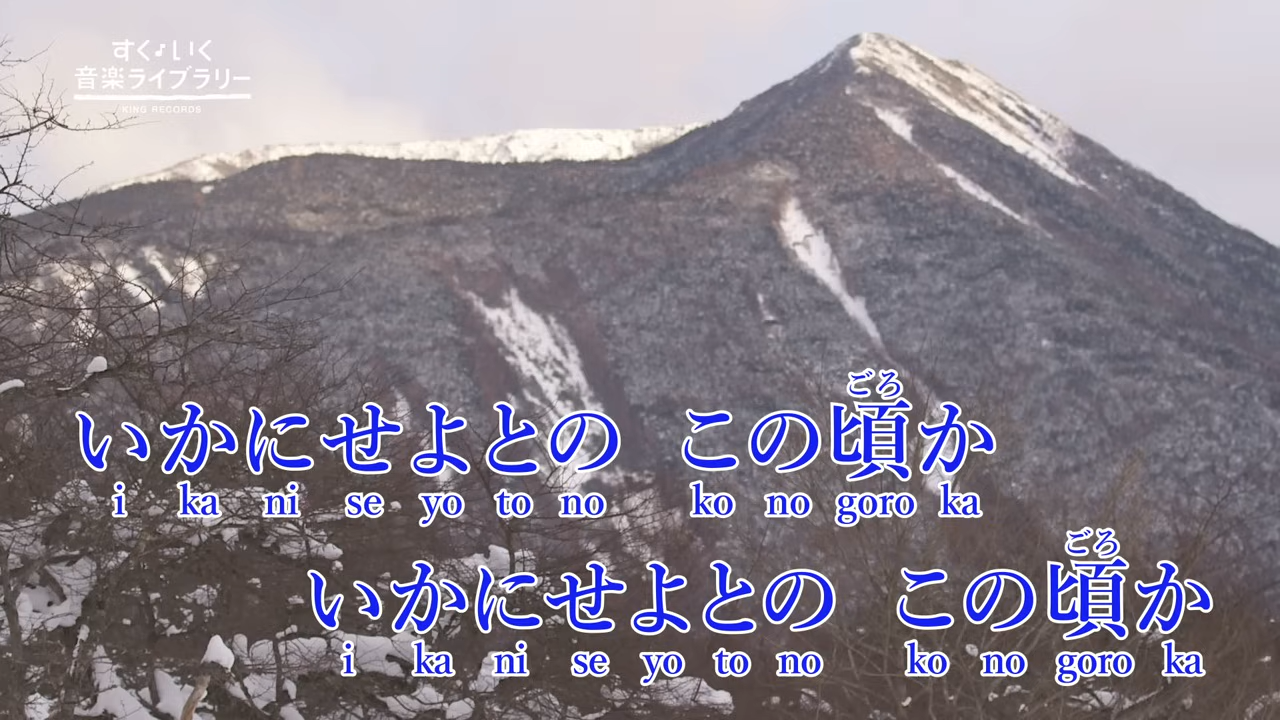 すく♪いく
音楽ライブラリー
KING RECORDS
ごろ
いかにせよとの この頃か
i ka ni se yo to no ko no goro ka
ごろ
いかにせよとの この頃か
i ka ni se yo to no ko no goro ka